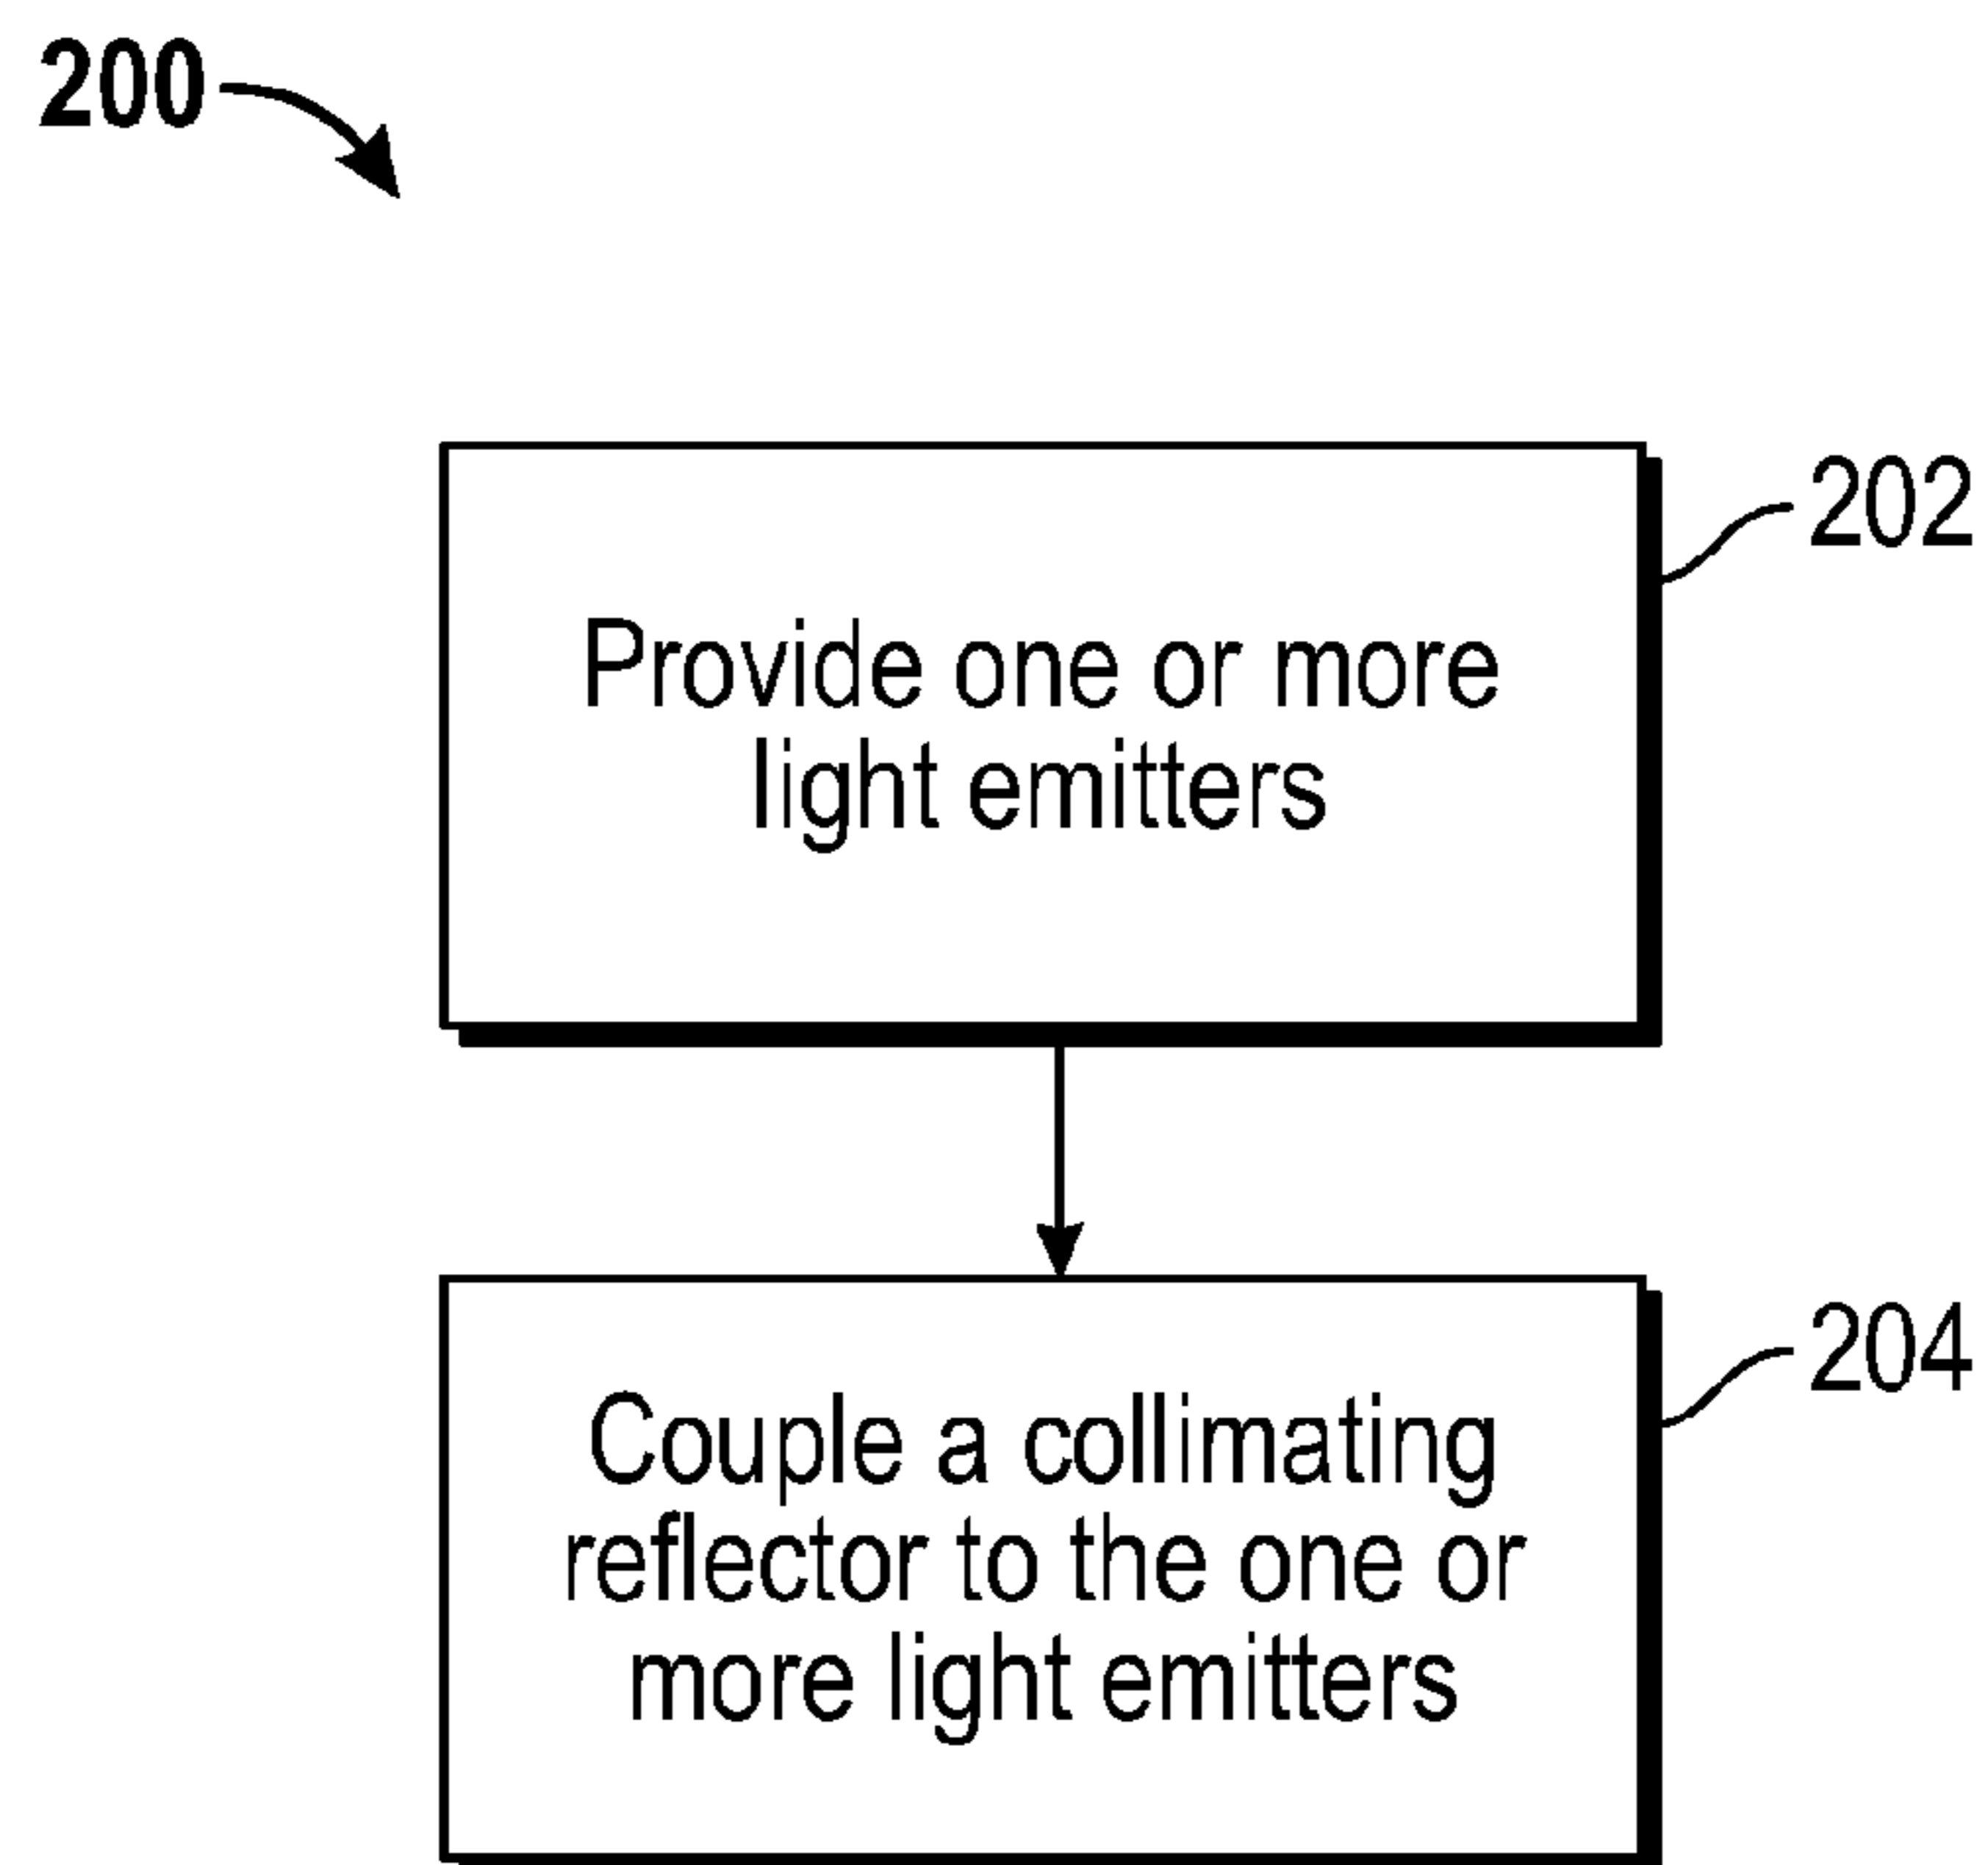 200
202
Provide one or more
light emitters
204
Couple a collimating
reflector to the one or
more light emitters